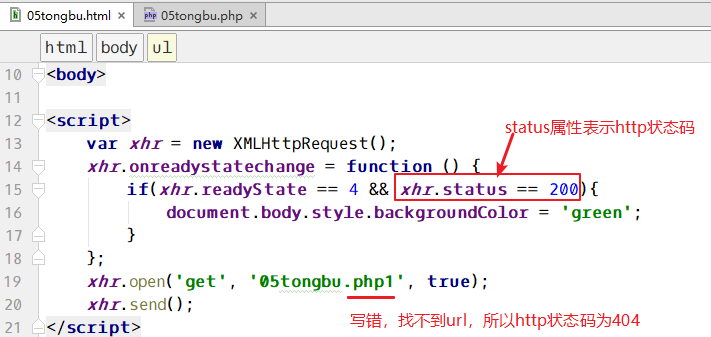 05tongbu.html × 05tongbu.php ×
html body ul
10 <body>
11
12 <script>
status属性表示http状态码
13 var xhr = new XMLHttpRequest();
14 xhr.onreadystatechange = function () {
15 if(xhr.readyState == 4 && xhr.status == 200){
16 document.body.style.backgroundColor = 'green';
17 }
18 };
19 xhr.open('get', '05tongbu.php1', true);
20 xhr.send();
写错，找不到url，所以http状态码为404
21 </script>